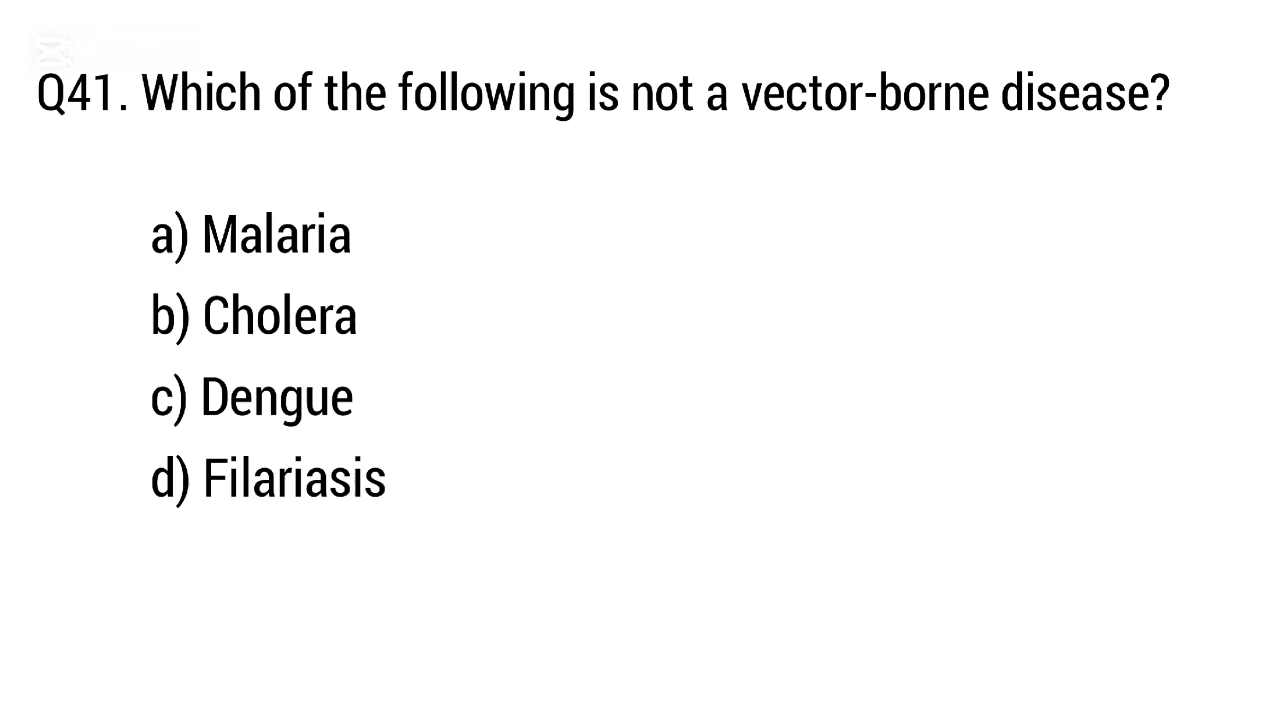 Q41. Which of the following is not a vector-borne disease?
a) Malaria
b) Cholera
c) Dengue
d) Filariasis